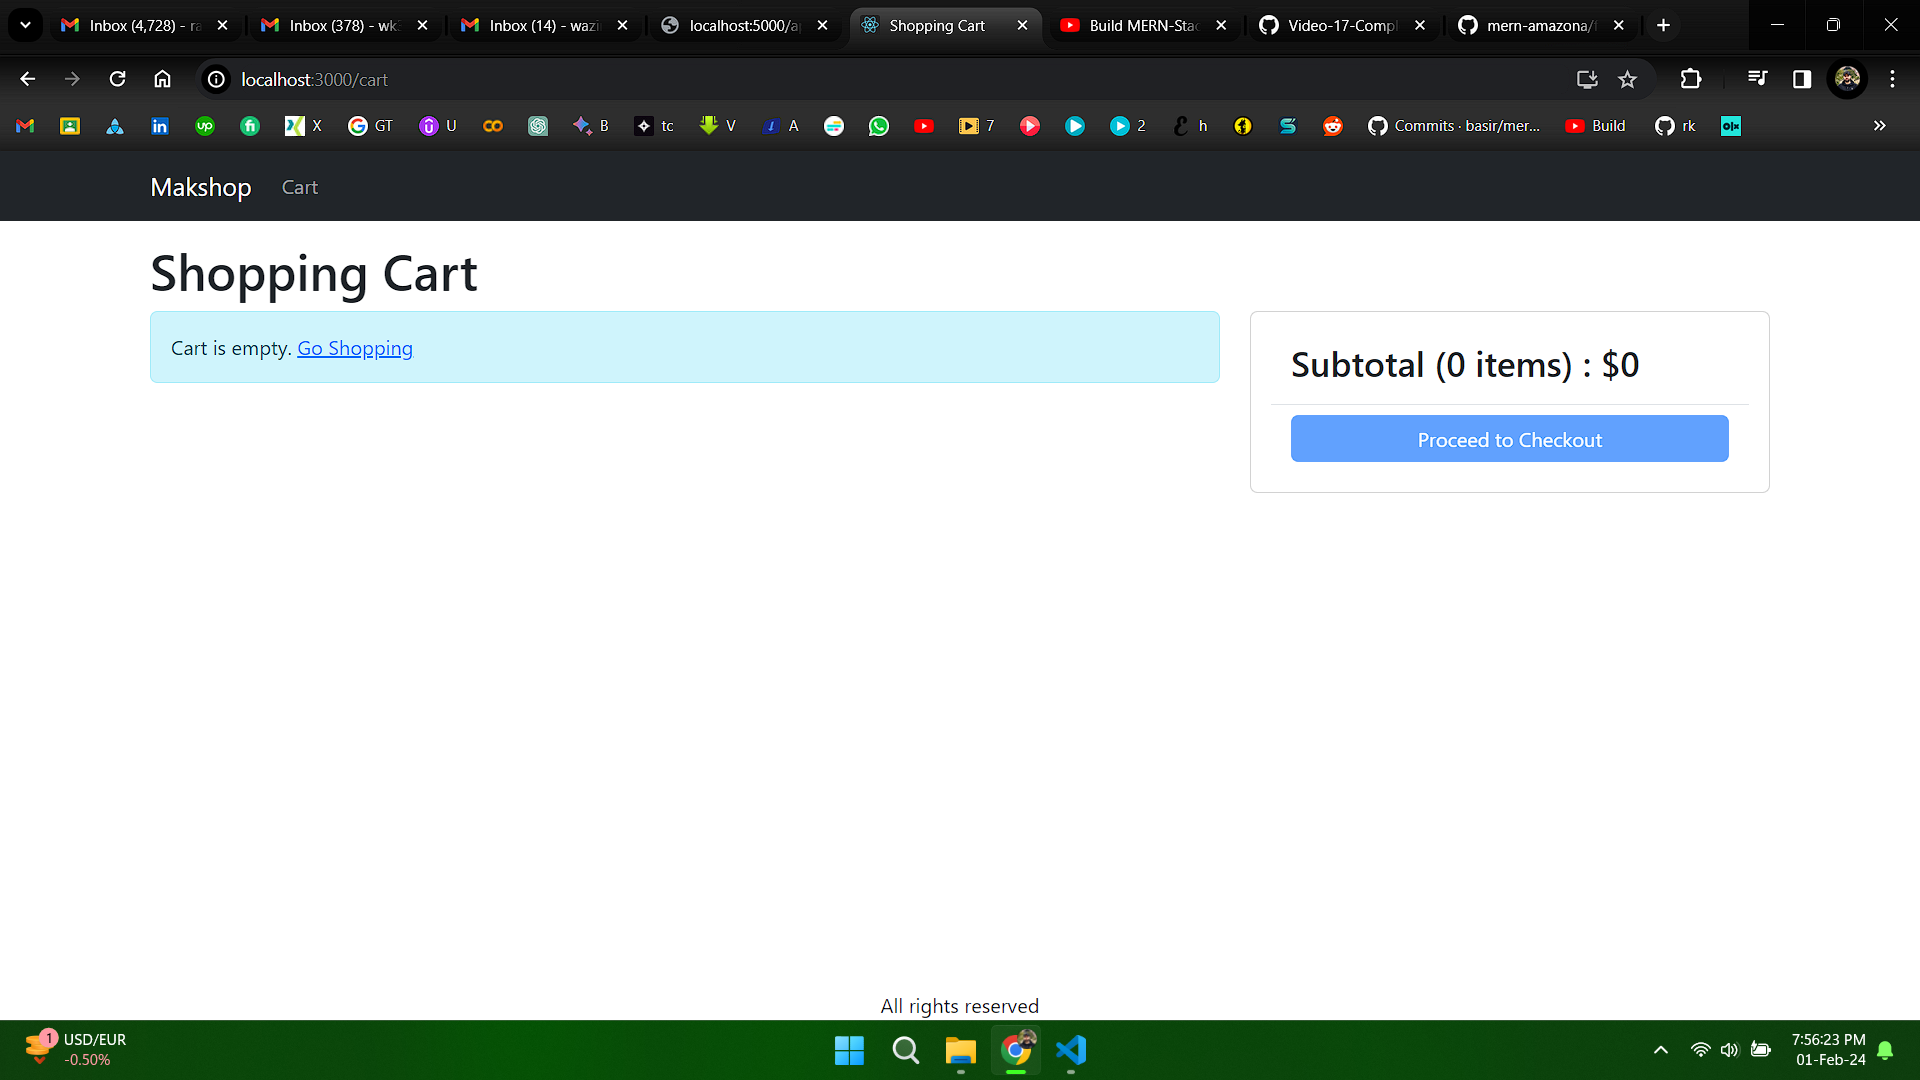 Inbox (4,728) - ra
Inbox (378) - wk
Inbox (14) - wazi
localhost:5000/a
Shopping Cart
Build MERN-Stac
Video-17-Compl
mern-amazona/
localhost:3000/cart
X
GT
U
B
tc
V
A
7
2
h
Commits · basir/mer...
Build
rk
Makshop
Cart
Shopping Cart
Cart is empty. Go Shopping
Subtotal (0 items) : $0
Proceed to Checkout
All rights reserved
1
USD/EUR
-0.50%
7:56:23 PM
01-Feb-24